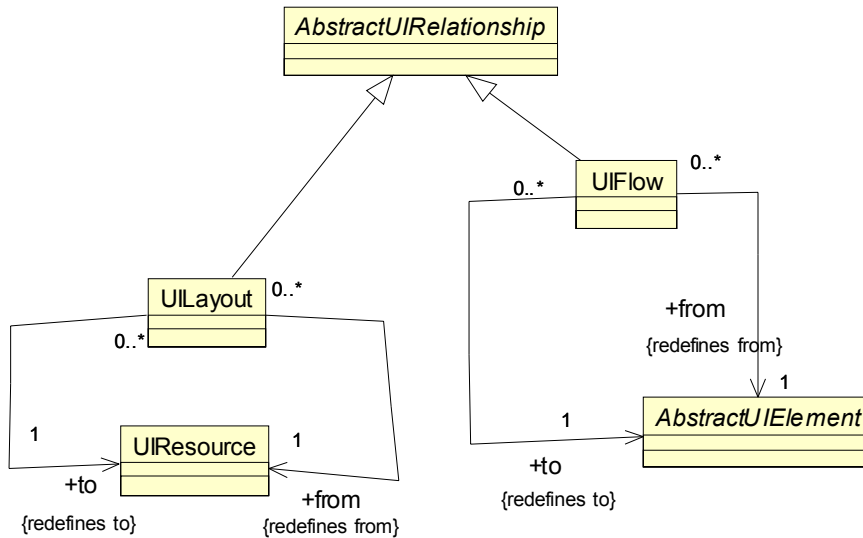 AbstractUIRelationship
UIFlow
0..*
0..*
UILayout
0..*
0..*
+from
{redefines from}
1
AbstractUIElement
1
+to
{redefines to}
1
UIResource
1
+to
{redefines to}
+from
{redefines from}